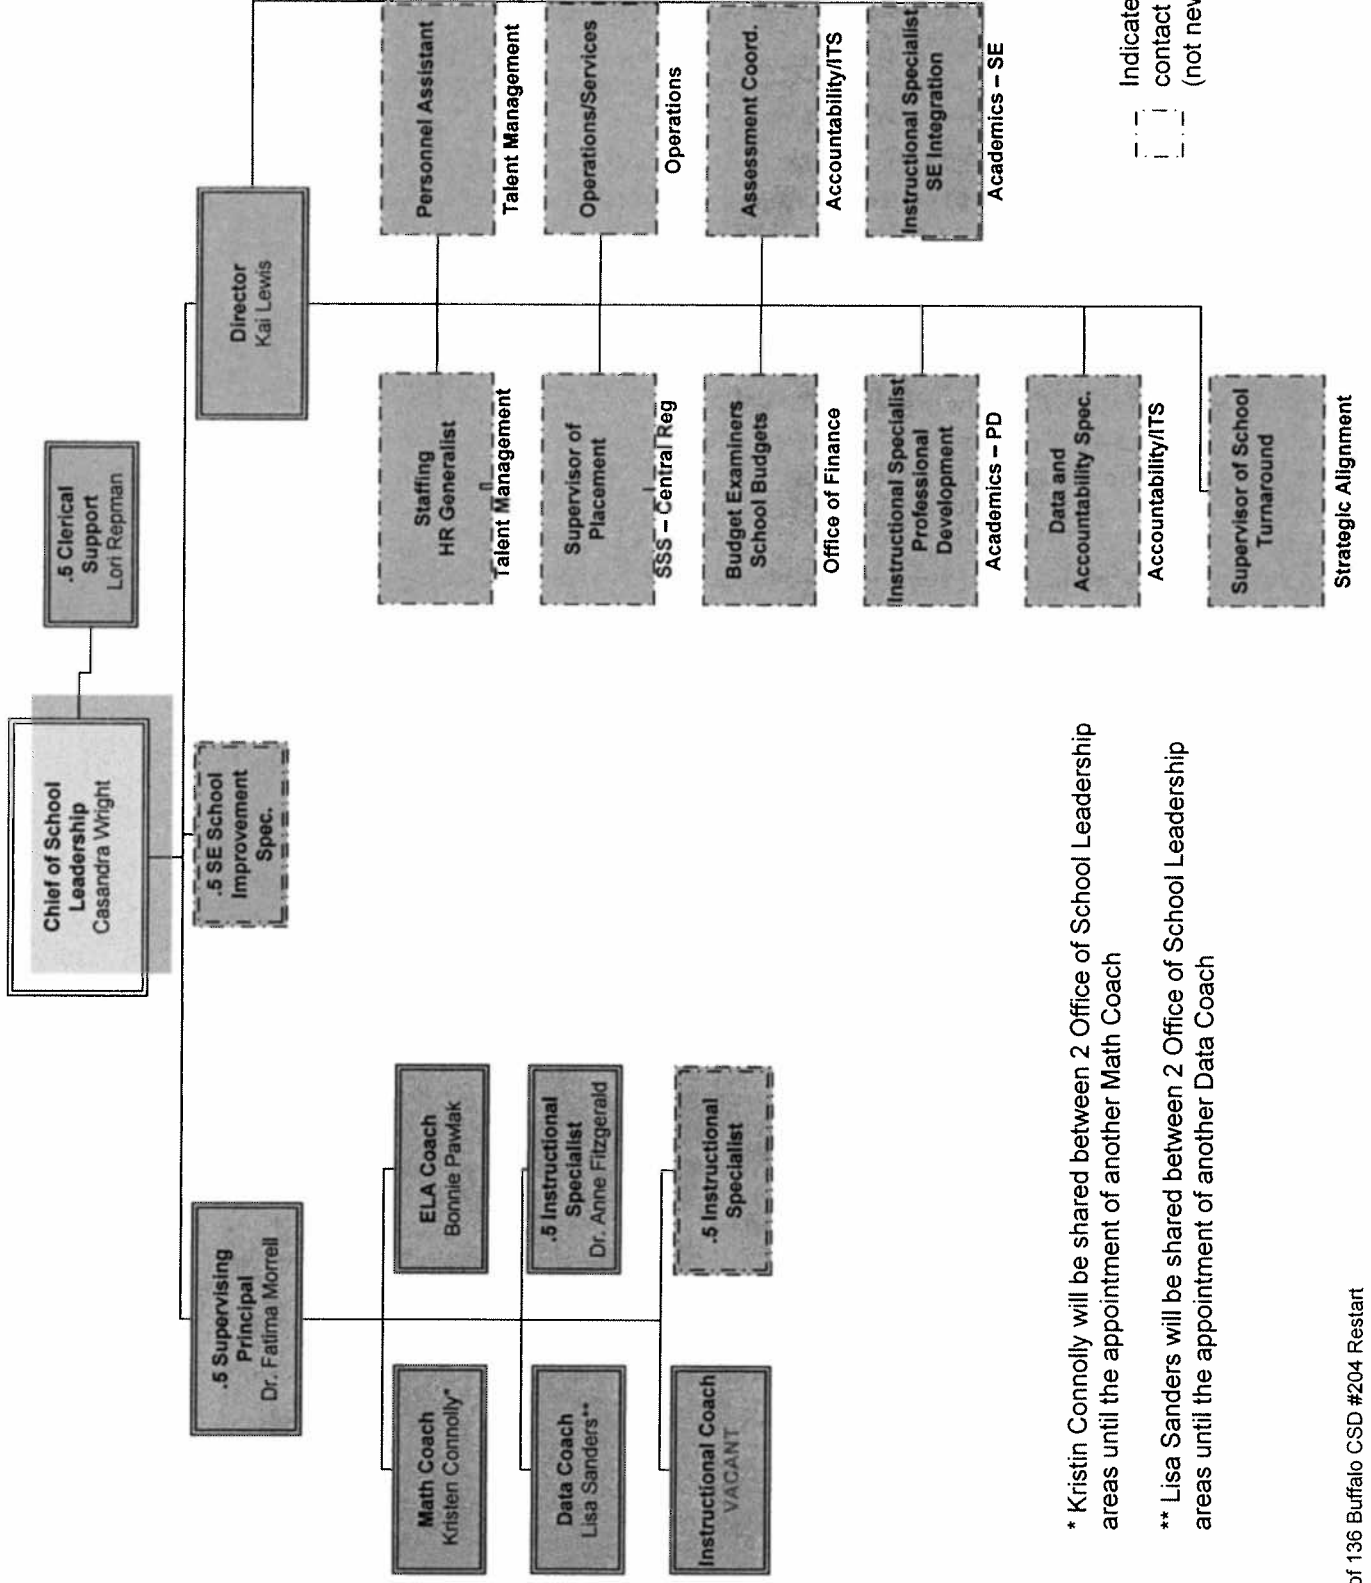 Chief of School
Leadership
Casandra Wright
.5 Clerical
Support
Lori Repman
.5 SE School
Improvement
Spec.
.5 Supervising
Principal
Dr. Fatima Morrell
Director
Kai Lewis
Math Coach
Kristen Connolly*
ELA Coach
Bonnie Pawlak
Data Coach
Lisa Sanders**
.5 Instructional
Specialist
Dr. Anne Fitzgerald
Instructional Coach
VACANT
.5 Instructional
Specialist
Staffing
HR Generalist
Talent Management
Personnel Assistant
Talent Management
Supervisor of
Placement
SSS – Central Reg
Operations/Services
Operations
Budget Examiners
School Budgets
Office of Finance
Assessment Coord.
Accountability/ITS
Instructional Specialist
Professional
Development
Academics – PD
Instructional Specialist
SE Integration
Academics – SE
Data and
Accountability Spec.
Accountability/ITS
Supervisor of School
Turnaround
Strategic Alignment
* Kristin Connolly will be shared between 2 Office of School Leadership
areas until the appointment of another Math Coach
** Lisa Sanders will be shared between 2 Office of School Leadership
areas until the appointment of another Data Coach
Indicate
contact
(not nev
of 136 Buffalo CSD #204 Restart